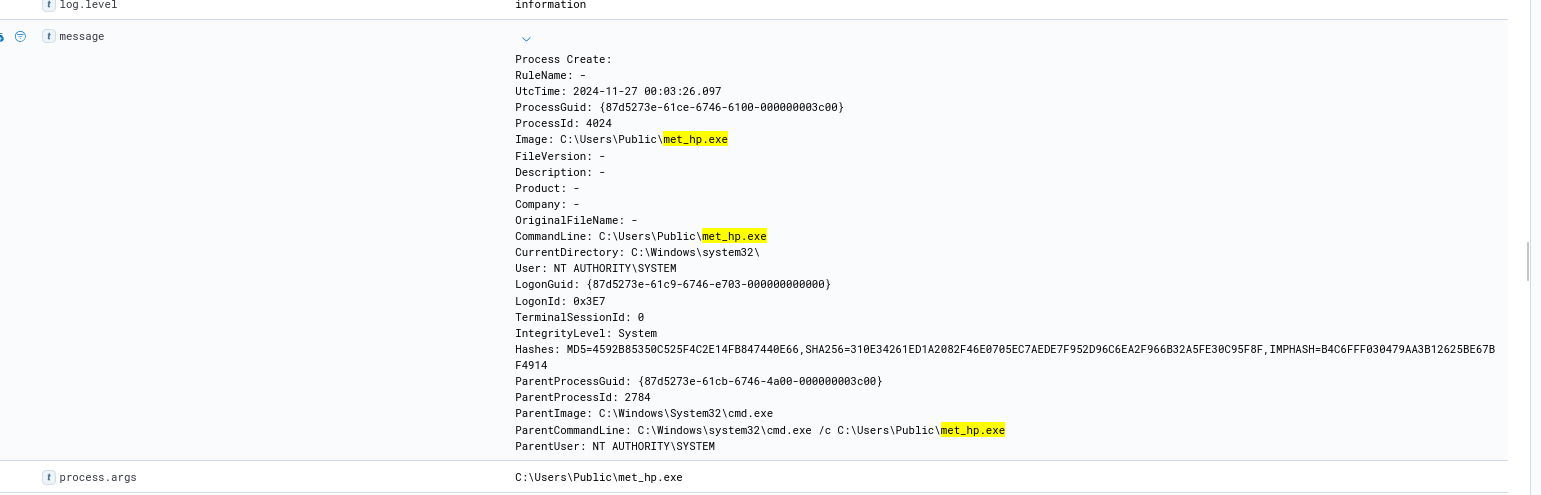 t log.level information
t message
Process Create:
RuleName: -
UtcTime: 2024-11-27 00:03:26.097
ProcessGuid: {87d5273e-61ce-6746-6100-000000003c00}
ProcessId: 4024
Image: C:\Users\Public\met_hp.exe
FileVersion: -
Description: -
Product: -
Company: -
OriginalFileName: -
CommandLine: C:\Users\Public\met_hp.exe
CurrentDirectory: C:\Windows\system32\
User: NT AUTHORITY\SYSTEM
LogonGuid: {87d5273e-61c9-6746-e703-000000000000}
LogonId: 0x3E7
TerminalSessionId: 0
IntegrityLevel: System
Hashes: MD5=4592B85350C525F4C2E14FB847440E66,SHA256=310E34261ED1A2082F46E0705EC7AEDE7F952D96C6EA2F966B32A5FE30C95F8F,IMPHASH=B4C6FFF030479AA3B12625BE67B
F4914
ParentProcessGuid: {87d5273e-61cb-6746-4a00-000000003c00}
ParentProcessId: 2784
ParentImage: C:\Windows\System32\cmd.exe
ParentCommandLine: C:\Windows\system32\cmd.exe /c C:\Users\Public\met_hp.exe
ParentUser: NT AUTHORITY\SYSTEM
t process.args C:\Users\Public\met_hp.exe